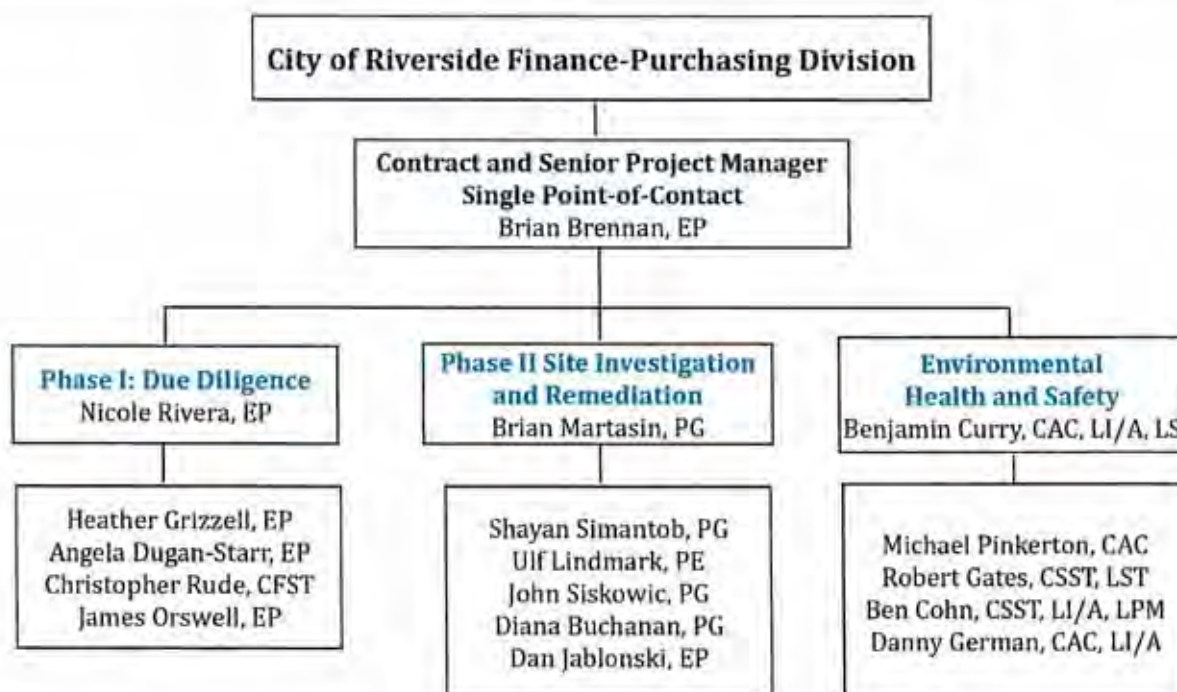 City of Riverside Finance-Purchasing Division
Contract and Senior Project Manager
Single Point-of-Contact
Brian Brennan, EP
Phase I: Due Diligence
Nicole Rivera, EP
Phase II Site Investigation
and Remediation
Brian Martasin, PG
Environmental
Health and Safety
Benjamin Curry, CAC, LI/A, LS
Heather Grizzell, EP
Angela Dugan-Starr, EP
Christopher Rude, CFST
James Orswell, EP
Shayan Simantob, PG
Ulf Lindmark, PE
John Siskowic, PG
Diana Buchanan, PG
Dan Jablonski, EP
Michael Pinkerton, CAC
Robert Gates, CSST, LST
Ben Cohn, CSST, LI/A, LPM
Danny German, CAC, LI/A